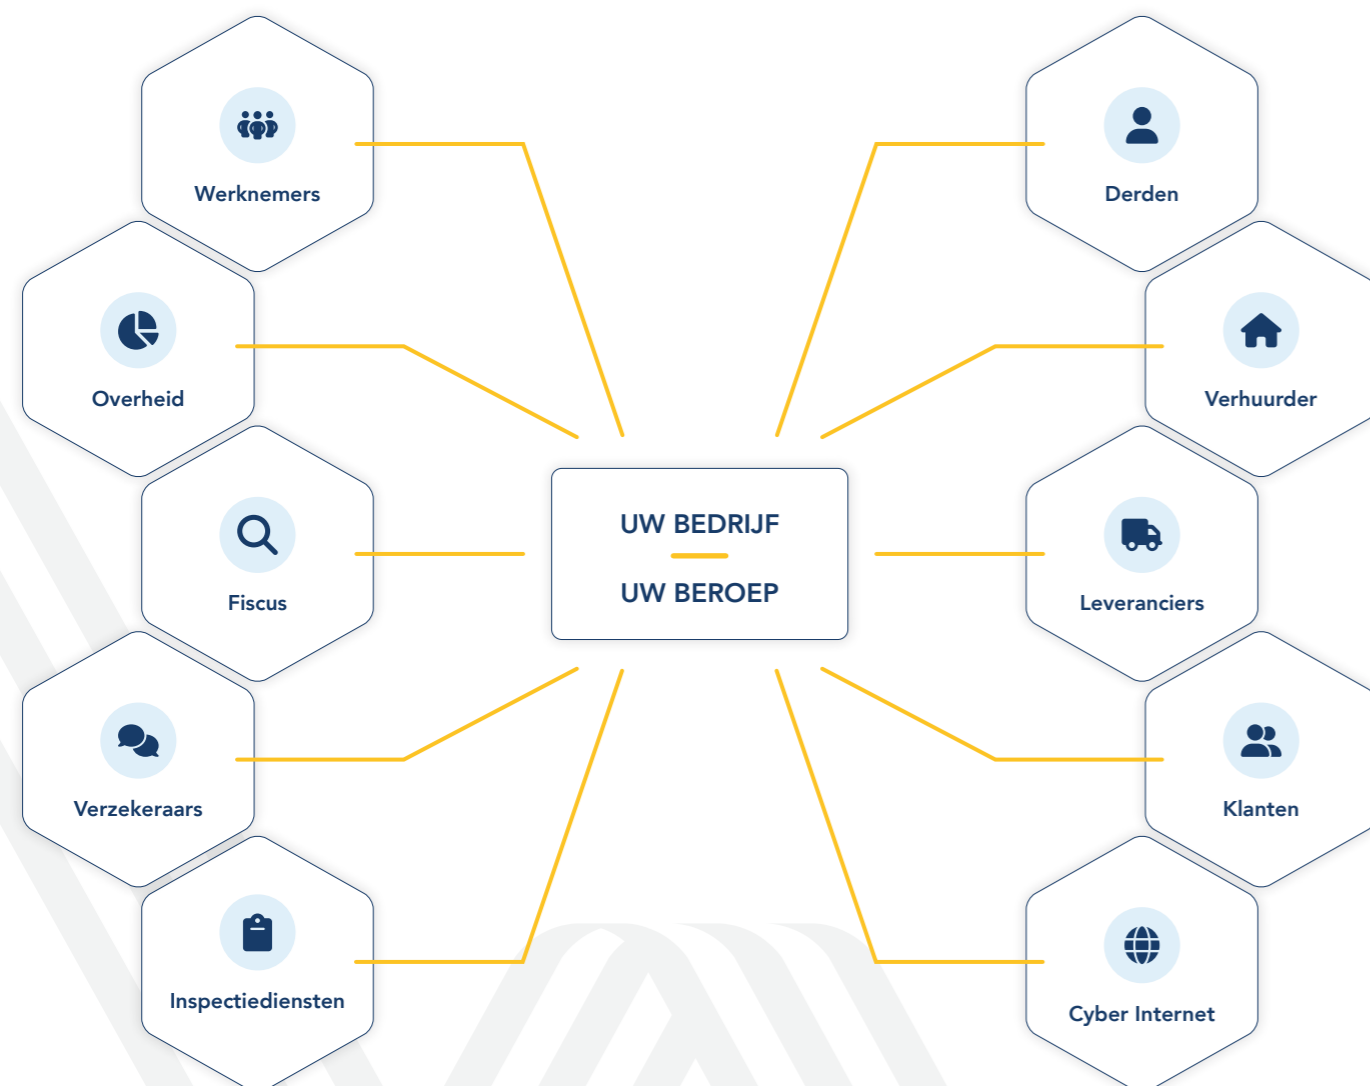 Werknemers
Overheid
Fiscus
Verzekeraars
Inspectiediensten
UW BEDRIJF
UW BEROEP
Derden
Verhuurder
Leveranciers
Klanten
Cyber Internet